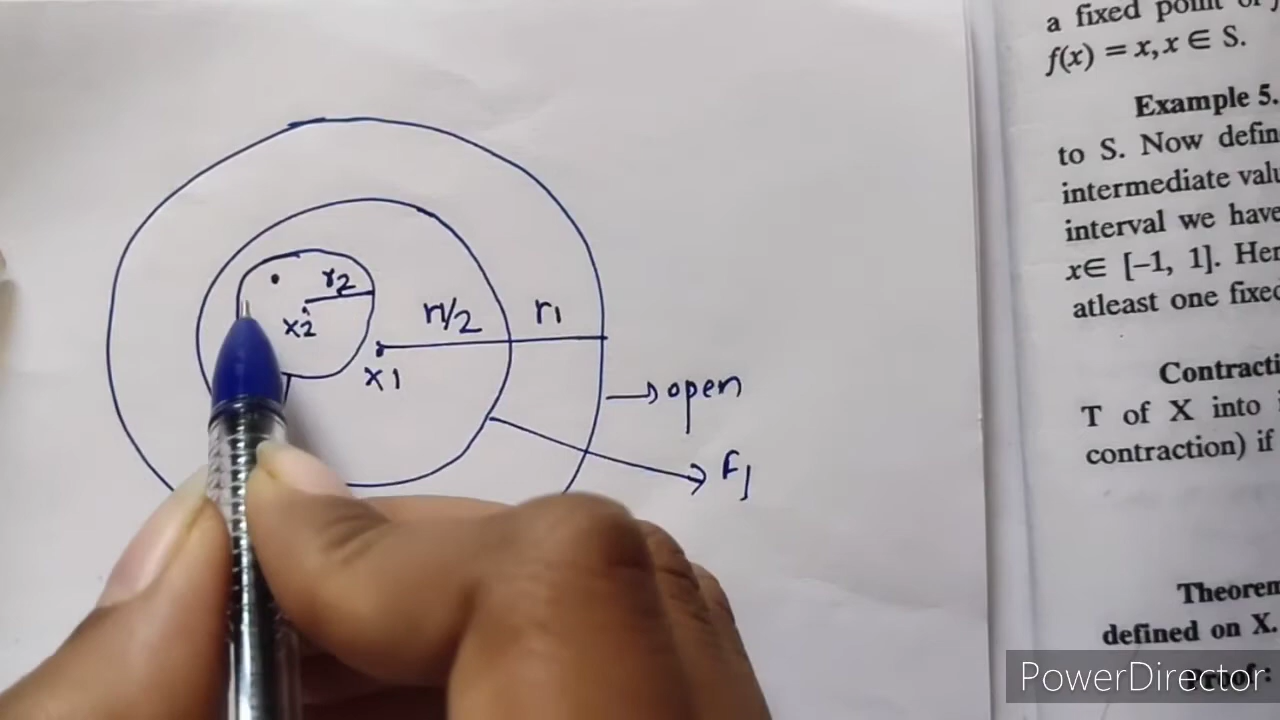 r2
x2
r1/2
r1
x1
open
F1
a fixed point of
f(x) = x, x ∈ S.
Example 5.
to S. Now defin
intermediate valu
interval we have
x∈ [–1, 1]. Her
atleast one fixed
Contracti
T of X into
contraction) if
Theorem
defined on X.
Proof:
PowerDirector